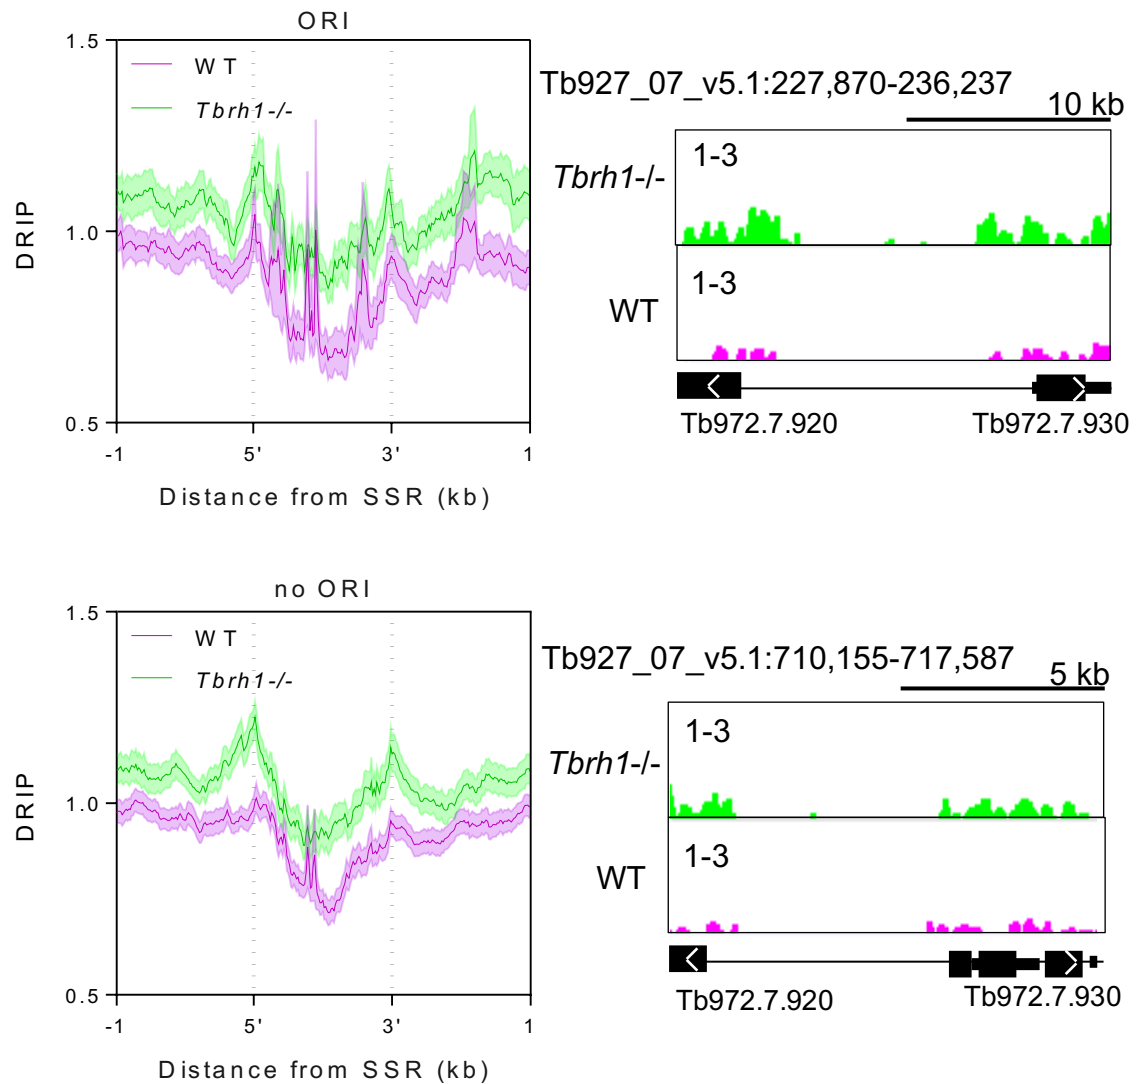 ORI
1.5
WT
Tbrh1-/-
1.0
DRIP
0.5
-1 5' 3' 1
Distance from SSR (kb)
Tb927_07_v5.1:227,870-236,237
10 kb
Tbrh1-/-
1-3
WT
1-3
Tb972.7.920 Tb972.7.930
no ORI
1.5
WT
Tbrh1-/-
1.0
DRIP
0.5
-1 5' 3' 1
Distance from SSR (kb)
Tb927_07_v5.1:710,155-717,587
5 kb
Tbrh1-/-
1-3
WT
1-3
Tb972.7.920 Tb972.7.930